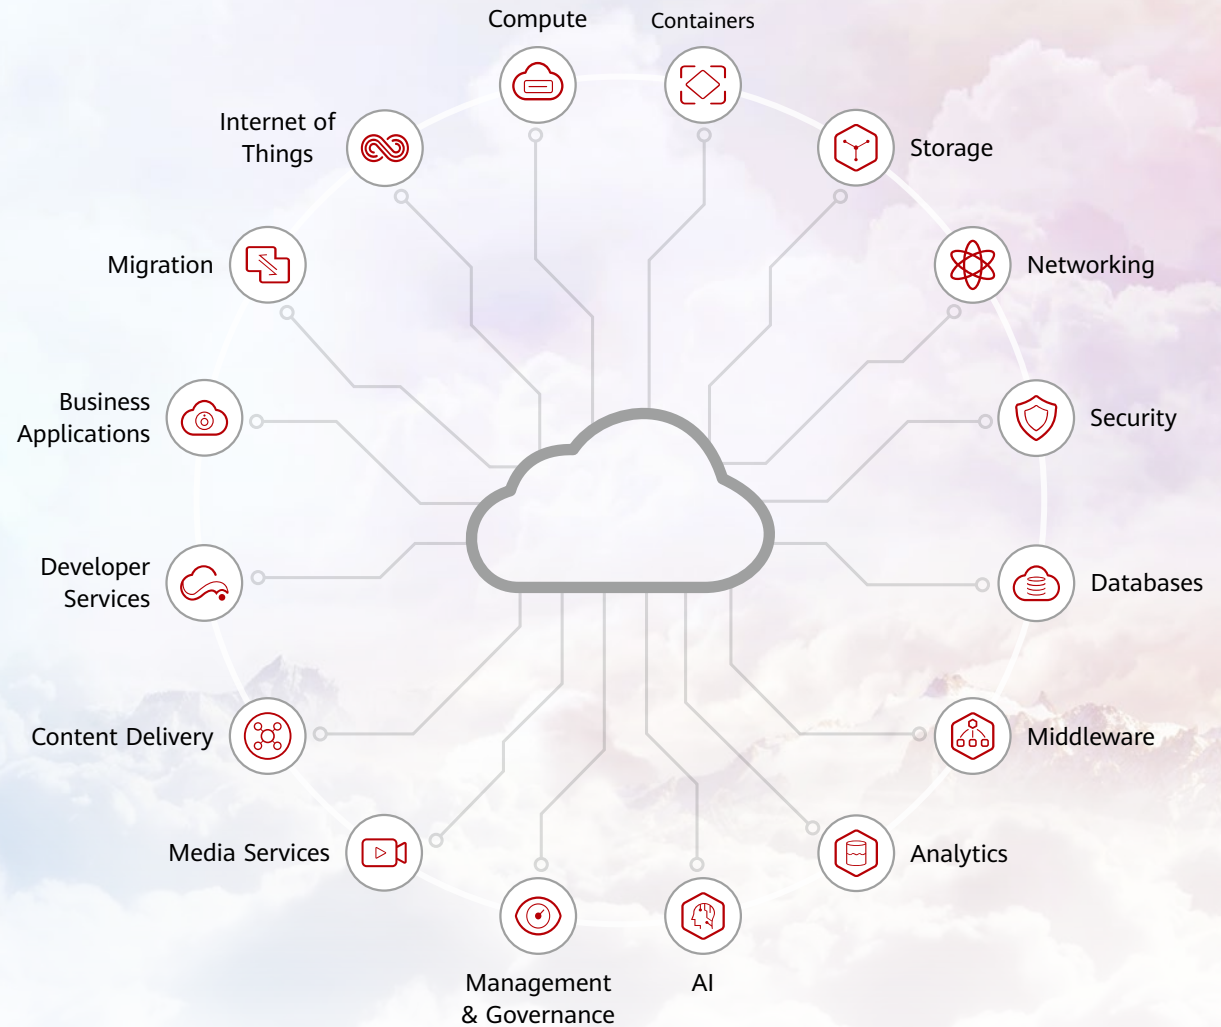 Compute
Containers
Internet of
Things
Storage
Migration
Networking
Business
Applications
Security
Developer
Services
Databases
Content Delivery
Middleware
Media Services
Analytics
Management
& Governance
AI